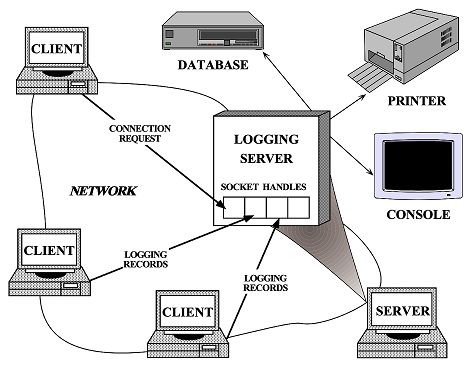 CLIENT
DATABASE
PRINTER
CONNECTION
REQUEST
LOGGING
SERVER
SOCKET HANDLES
NETWORK
CONSOLE
CLIENT
LOGGING
RECORDS
LOGGING
RECORDS
CLIENT
SERVER